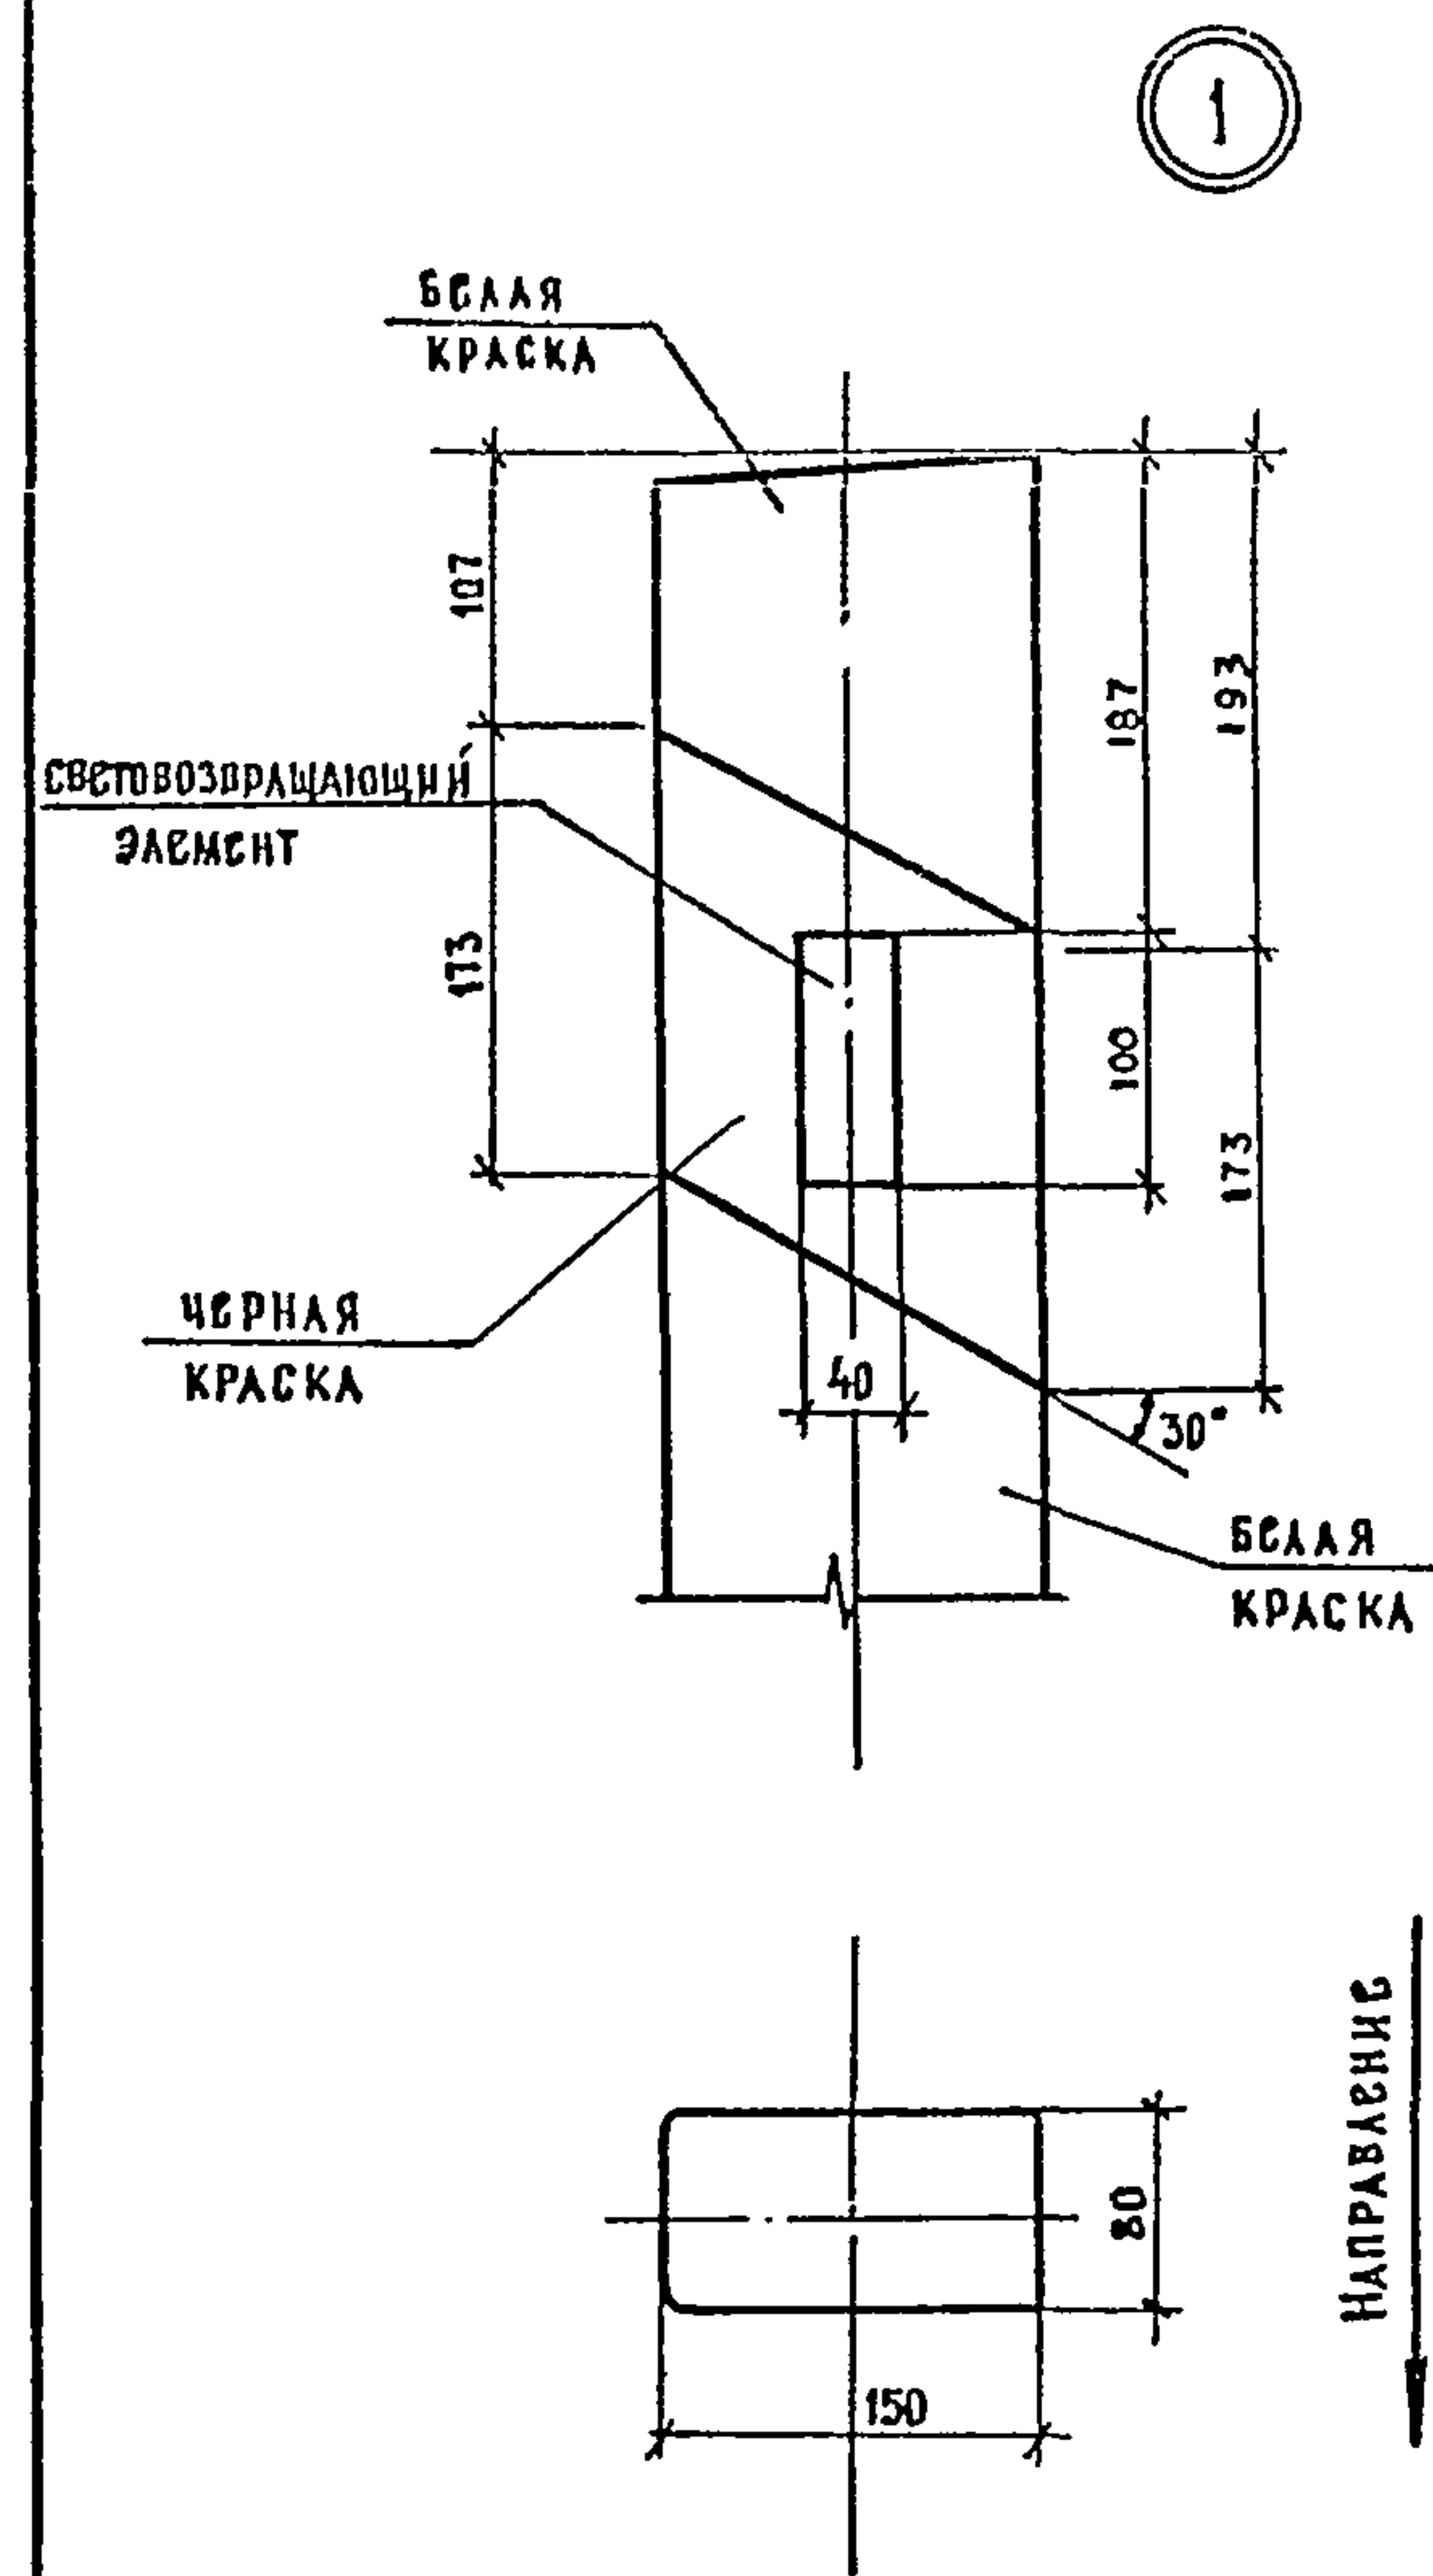 1
БЕЛАЯ
КРАСКА
107
187
193
СВЕТОВОЗВРАЩАЮЩИЙ
ЭЛЕМЕНТ
173
100
173
ЧЕРНАЯ
КРАСКА
40
30°
БЕЛАЯ
КРАСКА
НАПРАВЛЕНИЕ
80
150